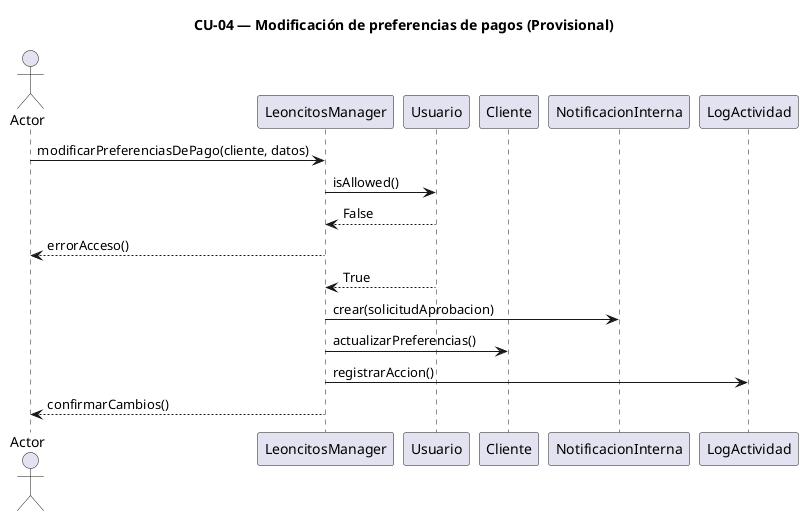 CU-04 — Modificación de preferencias de pagos (Provisional)
Actor
LeoncitosManager
Usuario
Cliente
NotificacionInterna
LogActividad
modificarPreferenciasDePago(cliente, datos)
isAllowed()
False
errorAcceso()
True
crear(solicitudAprobacion)
actualizarPreferencias()
registrarAccion()
confirmarCambios()
Actor
LeoncitosManager
Usuario
Cliente
NotificacionInterna
LogActividad